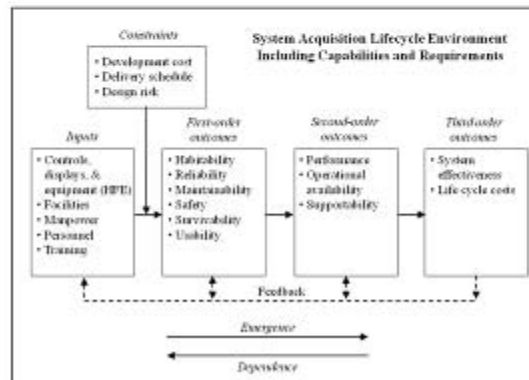 Constraints
System Acquisition Lifecycle Environment
Including Capabilities and Requirements
• Development cost
• Delivery schedule
• Design risk
Inputs
First-order
outcomes
Second-order
outcomes
Third order
outcomes
• Controls,
displays, &
equipment (HFE)
• Facilities
• Manpower
• Personnel
• Training
• Habitability
• Reliability
• Maintainability
• Safety
• Survivability
• Usability
• Performance
• Operational
availability
• Supportability
• System
effectiveness
• Life cycle costs
Feedback
Emergence
Dependence